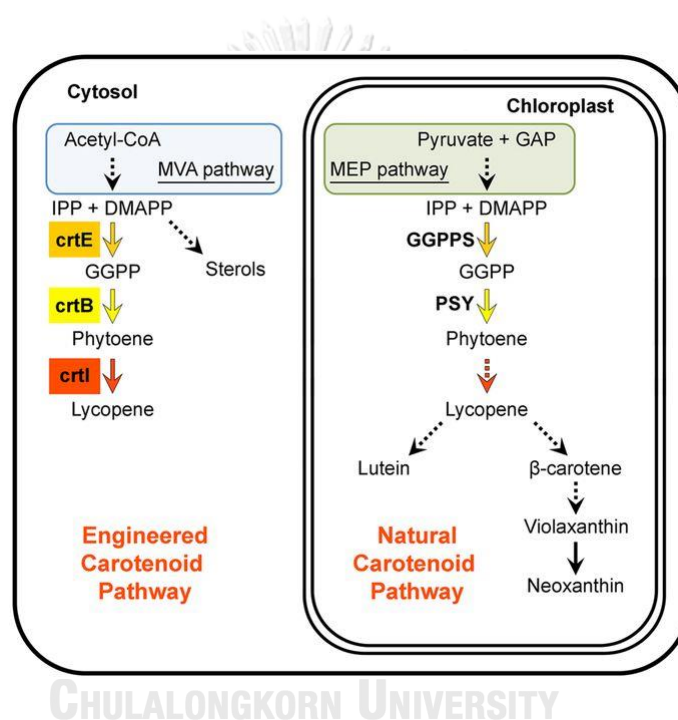 Cytosol
Acetyl-CoA
MVA pathway
IPP + DMAPP
crtE
GGPP
Sterols
crtB
Phytoene
crtI
Lycopene
Engineered
Carotenoid
Pathway
Chloroplast
Pyruvate + GAP
MEP pathway
IPP + DMAPP
GGPPS
GGPP
PSY
Phytoene
Lycopene
Lutein
β-carotene
Violaxanthin
Neoxanthin
Natural
Carotenoid
Pathway
CHULALONGKORN UNIVERSITY